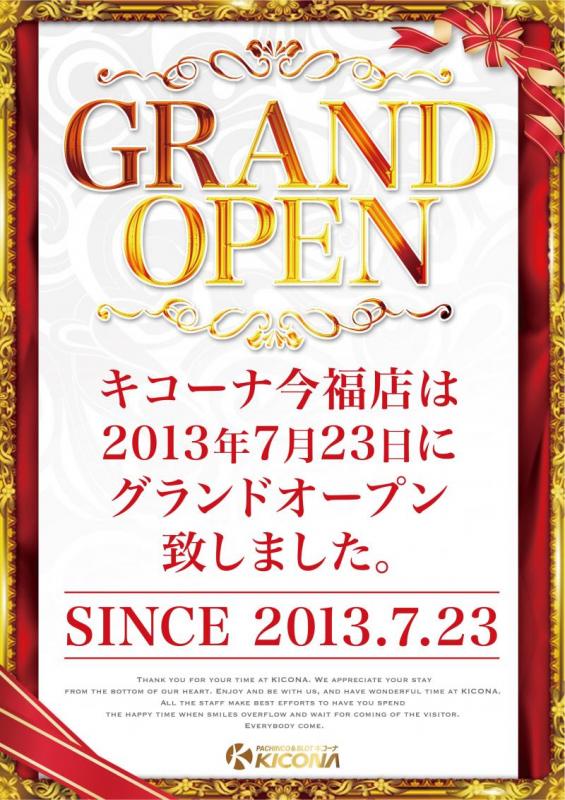 GRAND
OPEN
キコーナ今福店は
2013年7月23日に
グランドオープン
致しました。
SINCE 2013.7.23
THANK YOU FOR YOUR TIME AT KICONA. WE APPRECIATE YOUR STAY
FROM THE BOTTOM OF OUR HEART. ENJOY AND BE WITH US, AND HAVE WONDERFUL TIME AT KICONA.
ALL THE STAFF MAKE BEST EFFORTS TO HAVE YOU SPEND
THE HAPPY TIME WHEN SMILES OVERFLOW AND WAIT FOR COMING OF THE VISITOR.
EVERYBODY COME.
PACHINCO&SLOT キコーナ
KICONA